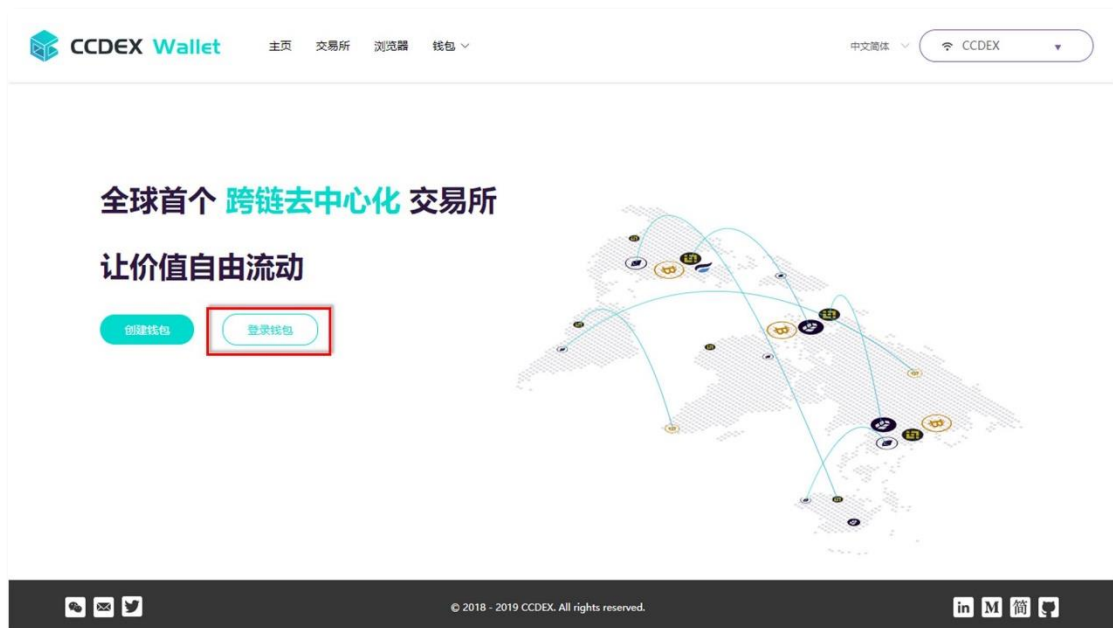 CCDEX Wallet 主页 交易所 浏览器 钱包 中文简体 CCDEX
全球首个 跨链去中心化 交易所
让价值自由流动
创建钱包 登录钱包
© 2018 - 2019 CCDEX. All rights reserved. in M 简